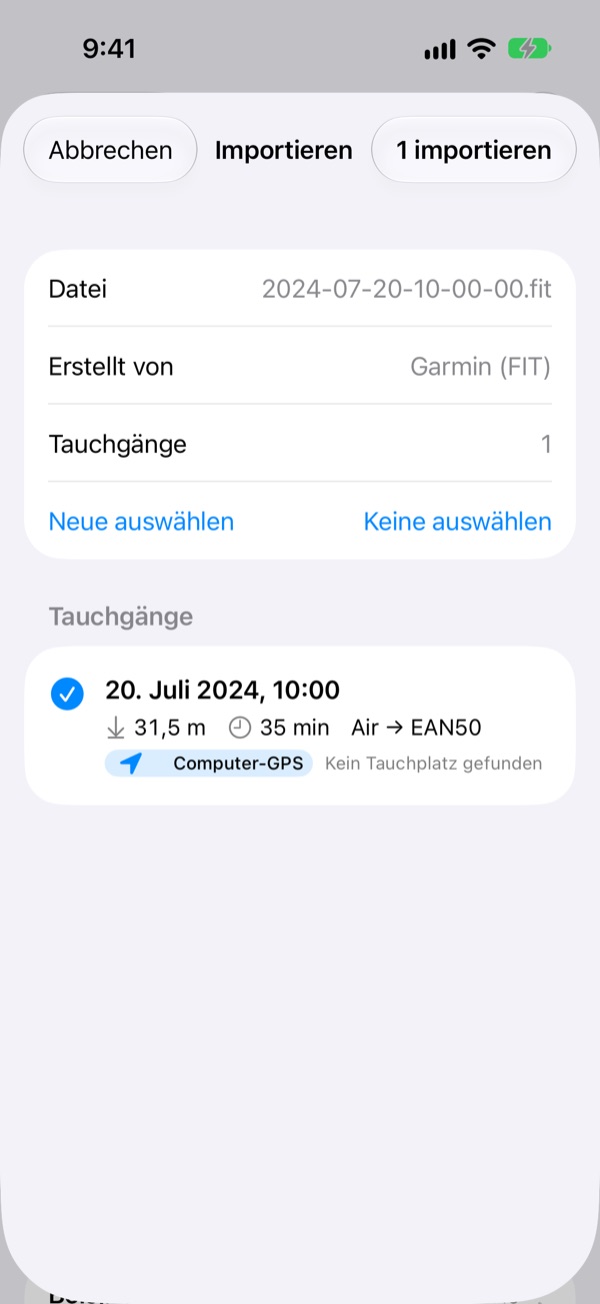 9:41
Abbrechen Importieren 1 importieren
Datei 2024-07-20-10-00-00.fit
Erstellt von Garmin (FIT)
Tauchgänge 1
Neue auswählen Keine auswählen
Tauchgänge
20. Juli 2024, 10:00
31,5 m 35 min Air → EAN50
Computer-GPS Kein Tauchplatz gefunden